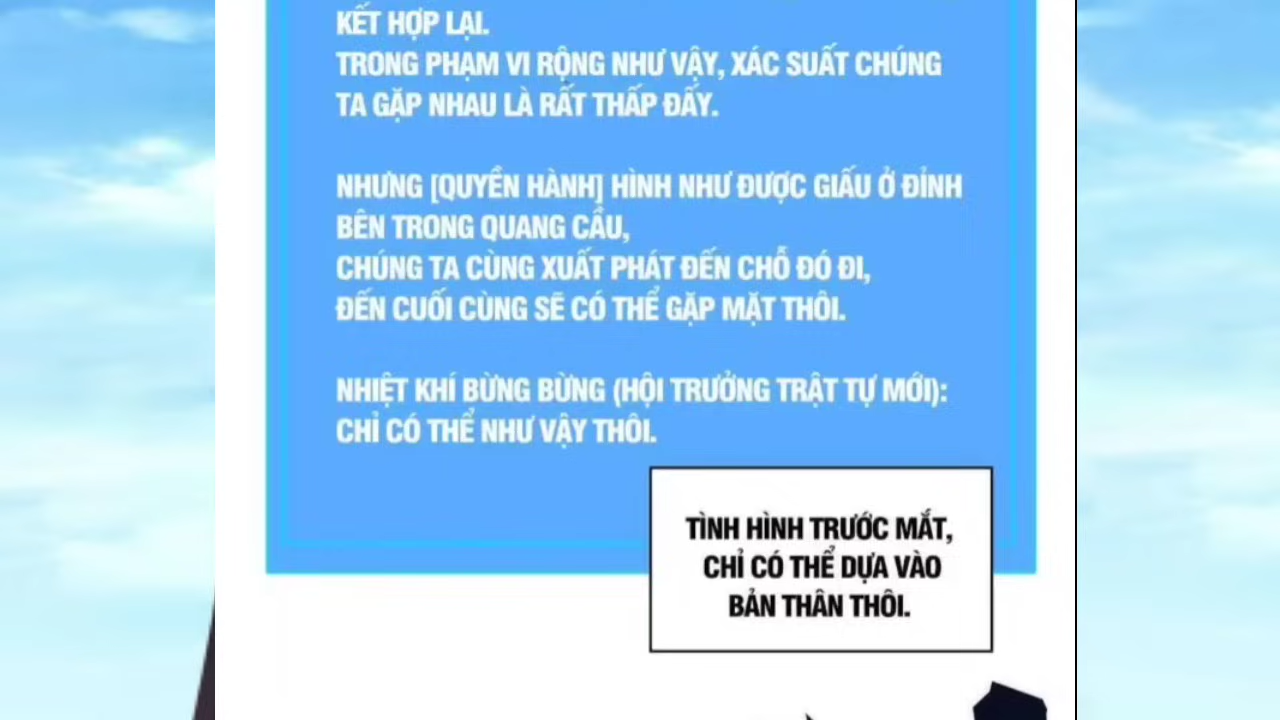 KẾT HỢP LẠI.
TRONG PHẠM VI RỘNG NHƯ VẬY, XÁC SUẤT CHÚNG
TA GẶP NHAU LÀ RẤT THẤP ĐẤY.
NHƯNG [QUYỀN HÀNH] HÌNH NHƯ ĐƯỢC GIẤU Ở ĐỈNH
BÊN TRONG QUANG CẦU,
CHÚNG TA CÙNG XUẤT PHÁT ĐẾN CHỖ ĐÓ ĐI,
ĐẾN CUỐI CÙNG SẼ CÓ THỂ GẶP MẶT THÔI.
NHIỆT KHÍ BỪNG BỪNG (HỘI TRƯỞNG TRẬT TỰ MỚI):
CHỈ CÓ THỂ NHƯ VẬY THÔI.
TÌNH HÌNH TRƯỚC MẮT,
CHỈ CÓ THỂ DỰA VÀO
BẢN THÂN THÔI.